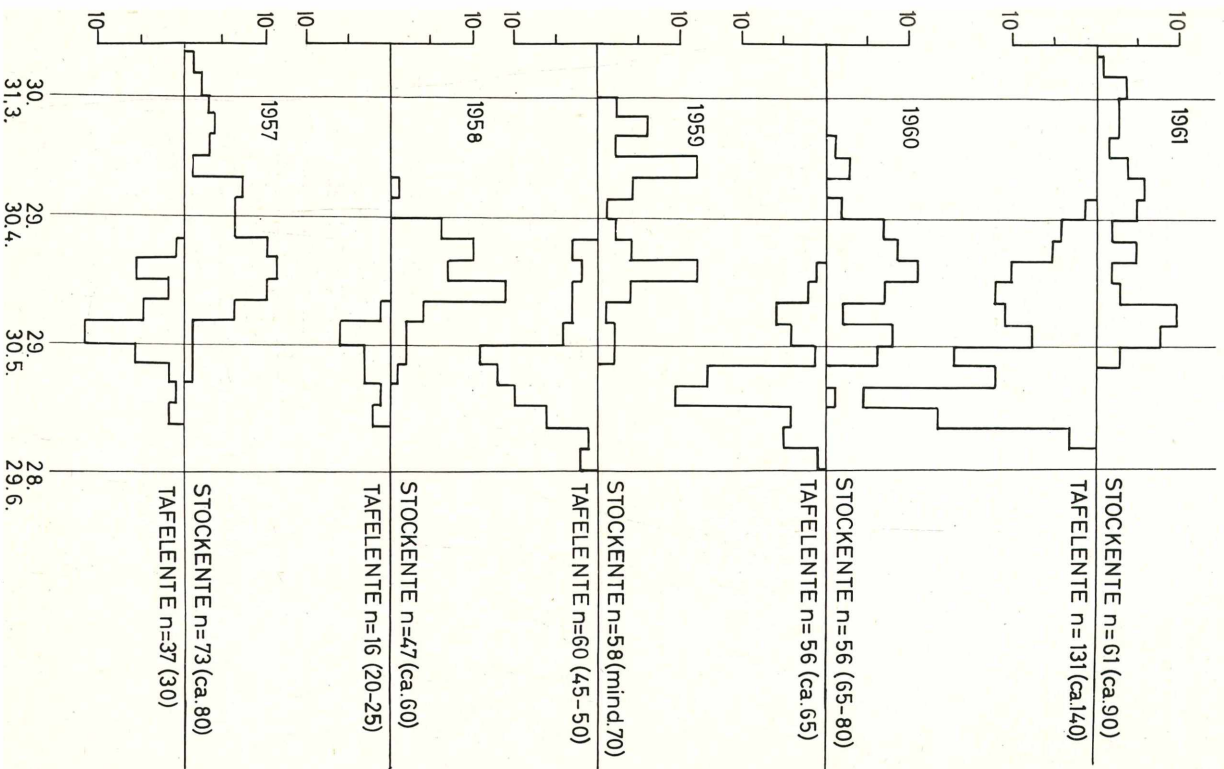 10
1961
STOCKENTE n=61 (ca.90)
TAFELENTE n=131 (ca.140)
10
10
1960
STOCKENTE n=56 (65-80)
TAFELENTE n=56 (ca.65)
10
10
1959
STOCKENTE n=58 (mind.70)
TAFELENTE n=60 (45-50)
10
10
1958
STOCKENTE n=47 (ca.60)
TAFELENTE n=16 (20-25)
10
10
1957
STOCKENTE n=73 (ca.80)
TAFELENTE n=37 (30)
10
30. 29. 29. 28.
31.3. 30.4. 30.5. 29.6.